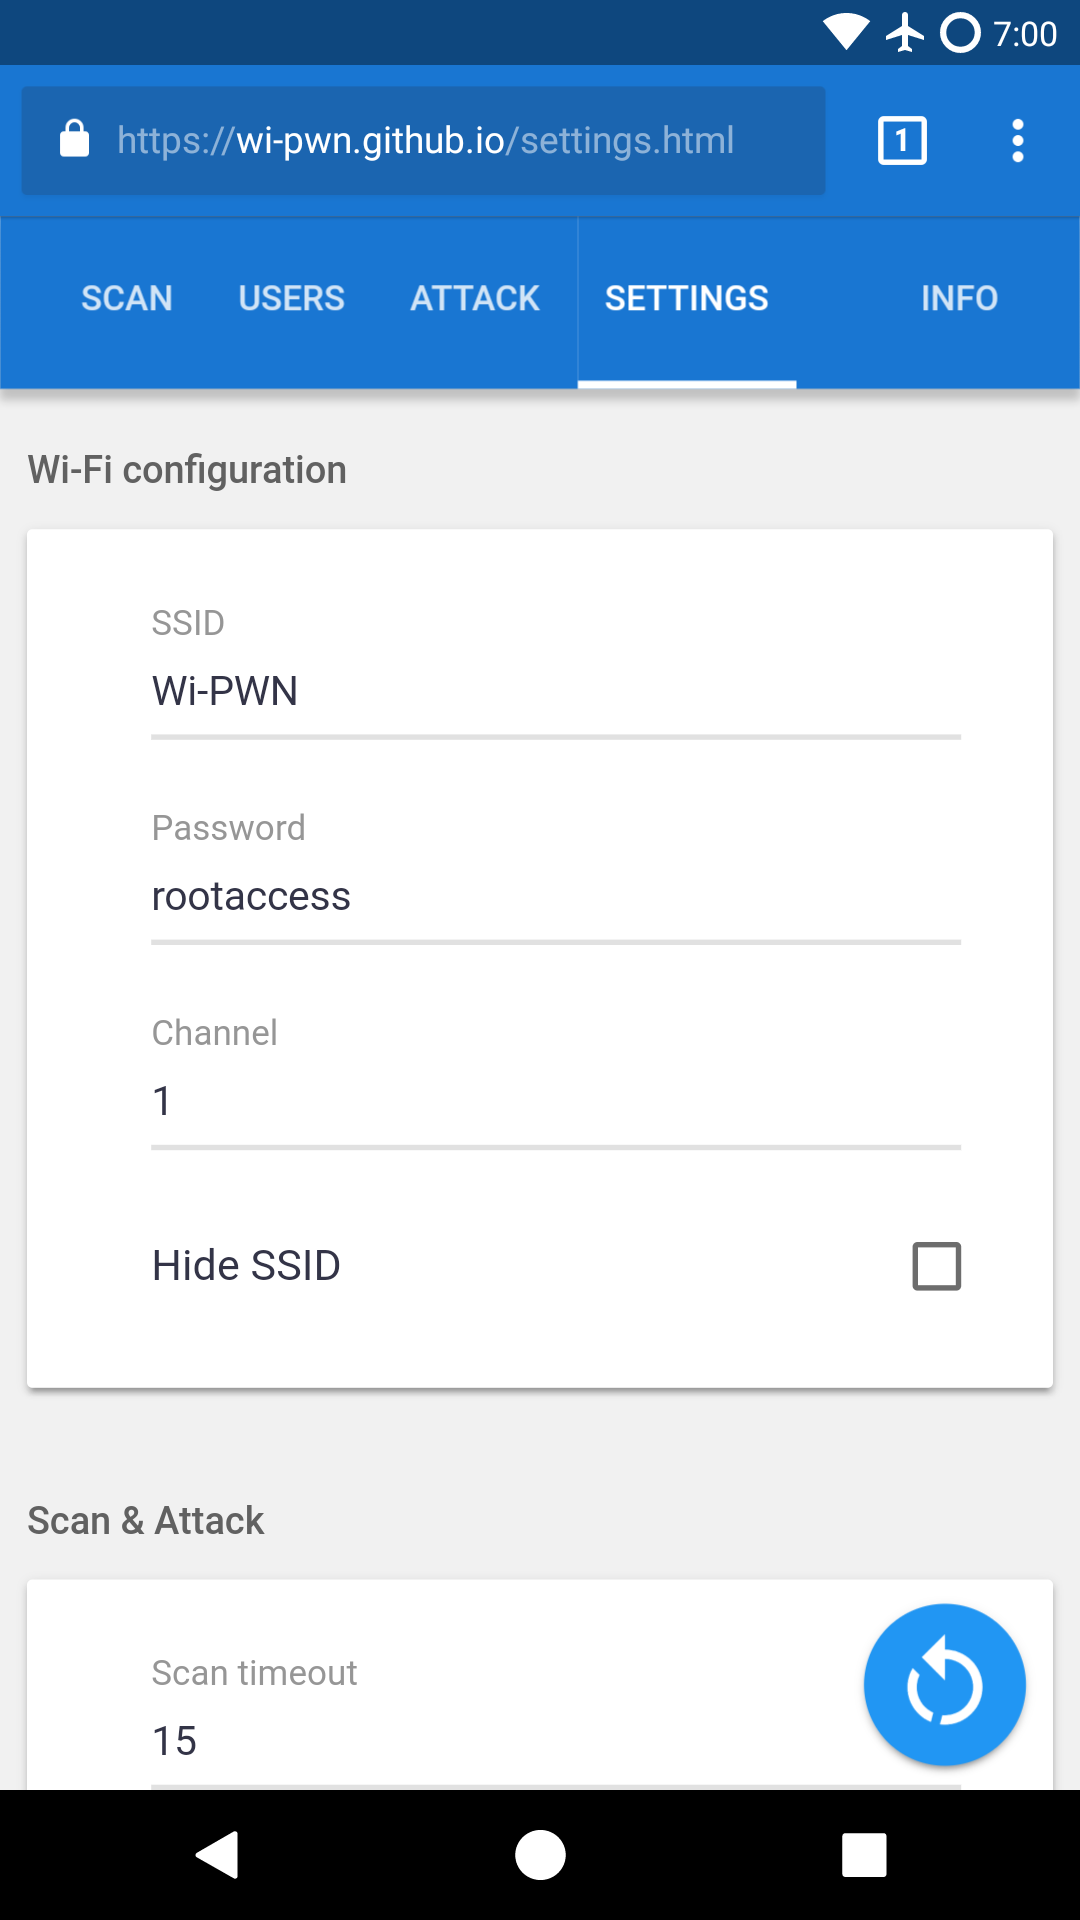 7:00
https://wi-pwn.github.io/settings.html 1
SCAN USERS ATTACK SETTINGS INFO
Wi-Fi configuration
SSID
Wi-PWN
Password
rootaccess
Channel
1
Hide SSID
Scan & Attack
Scan timeout
15